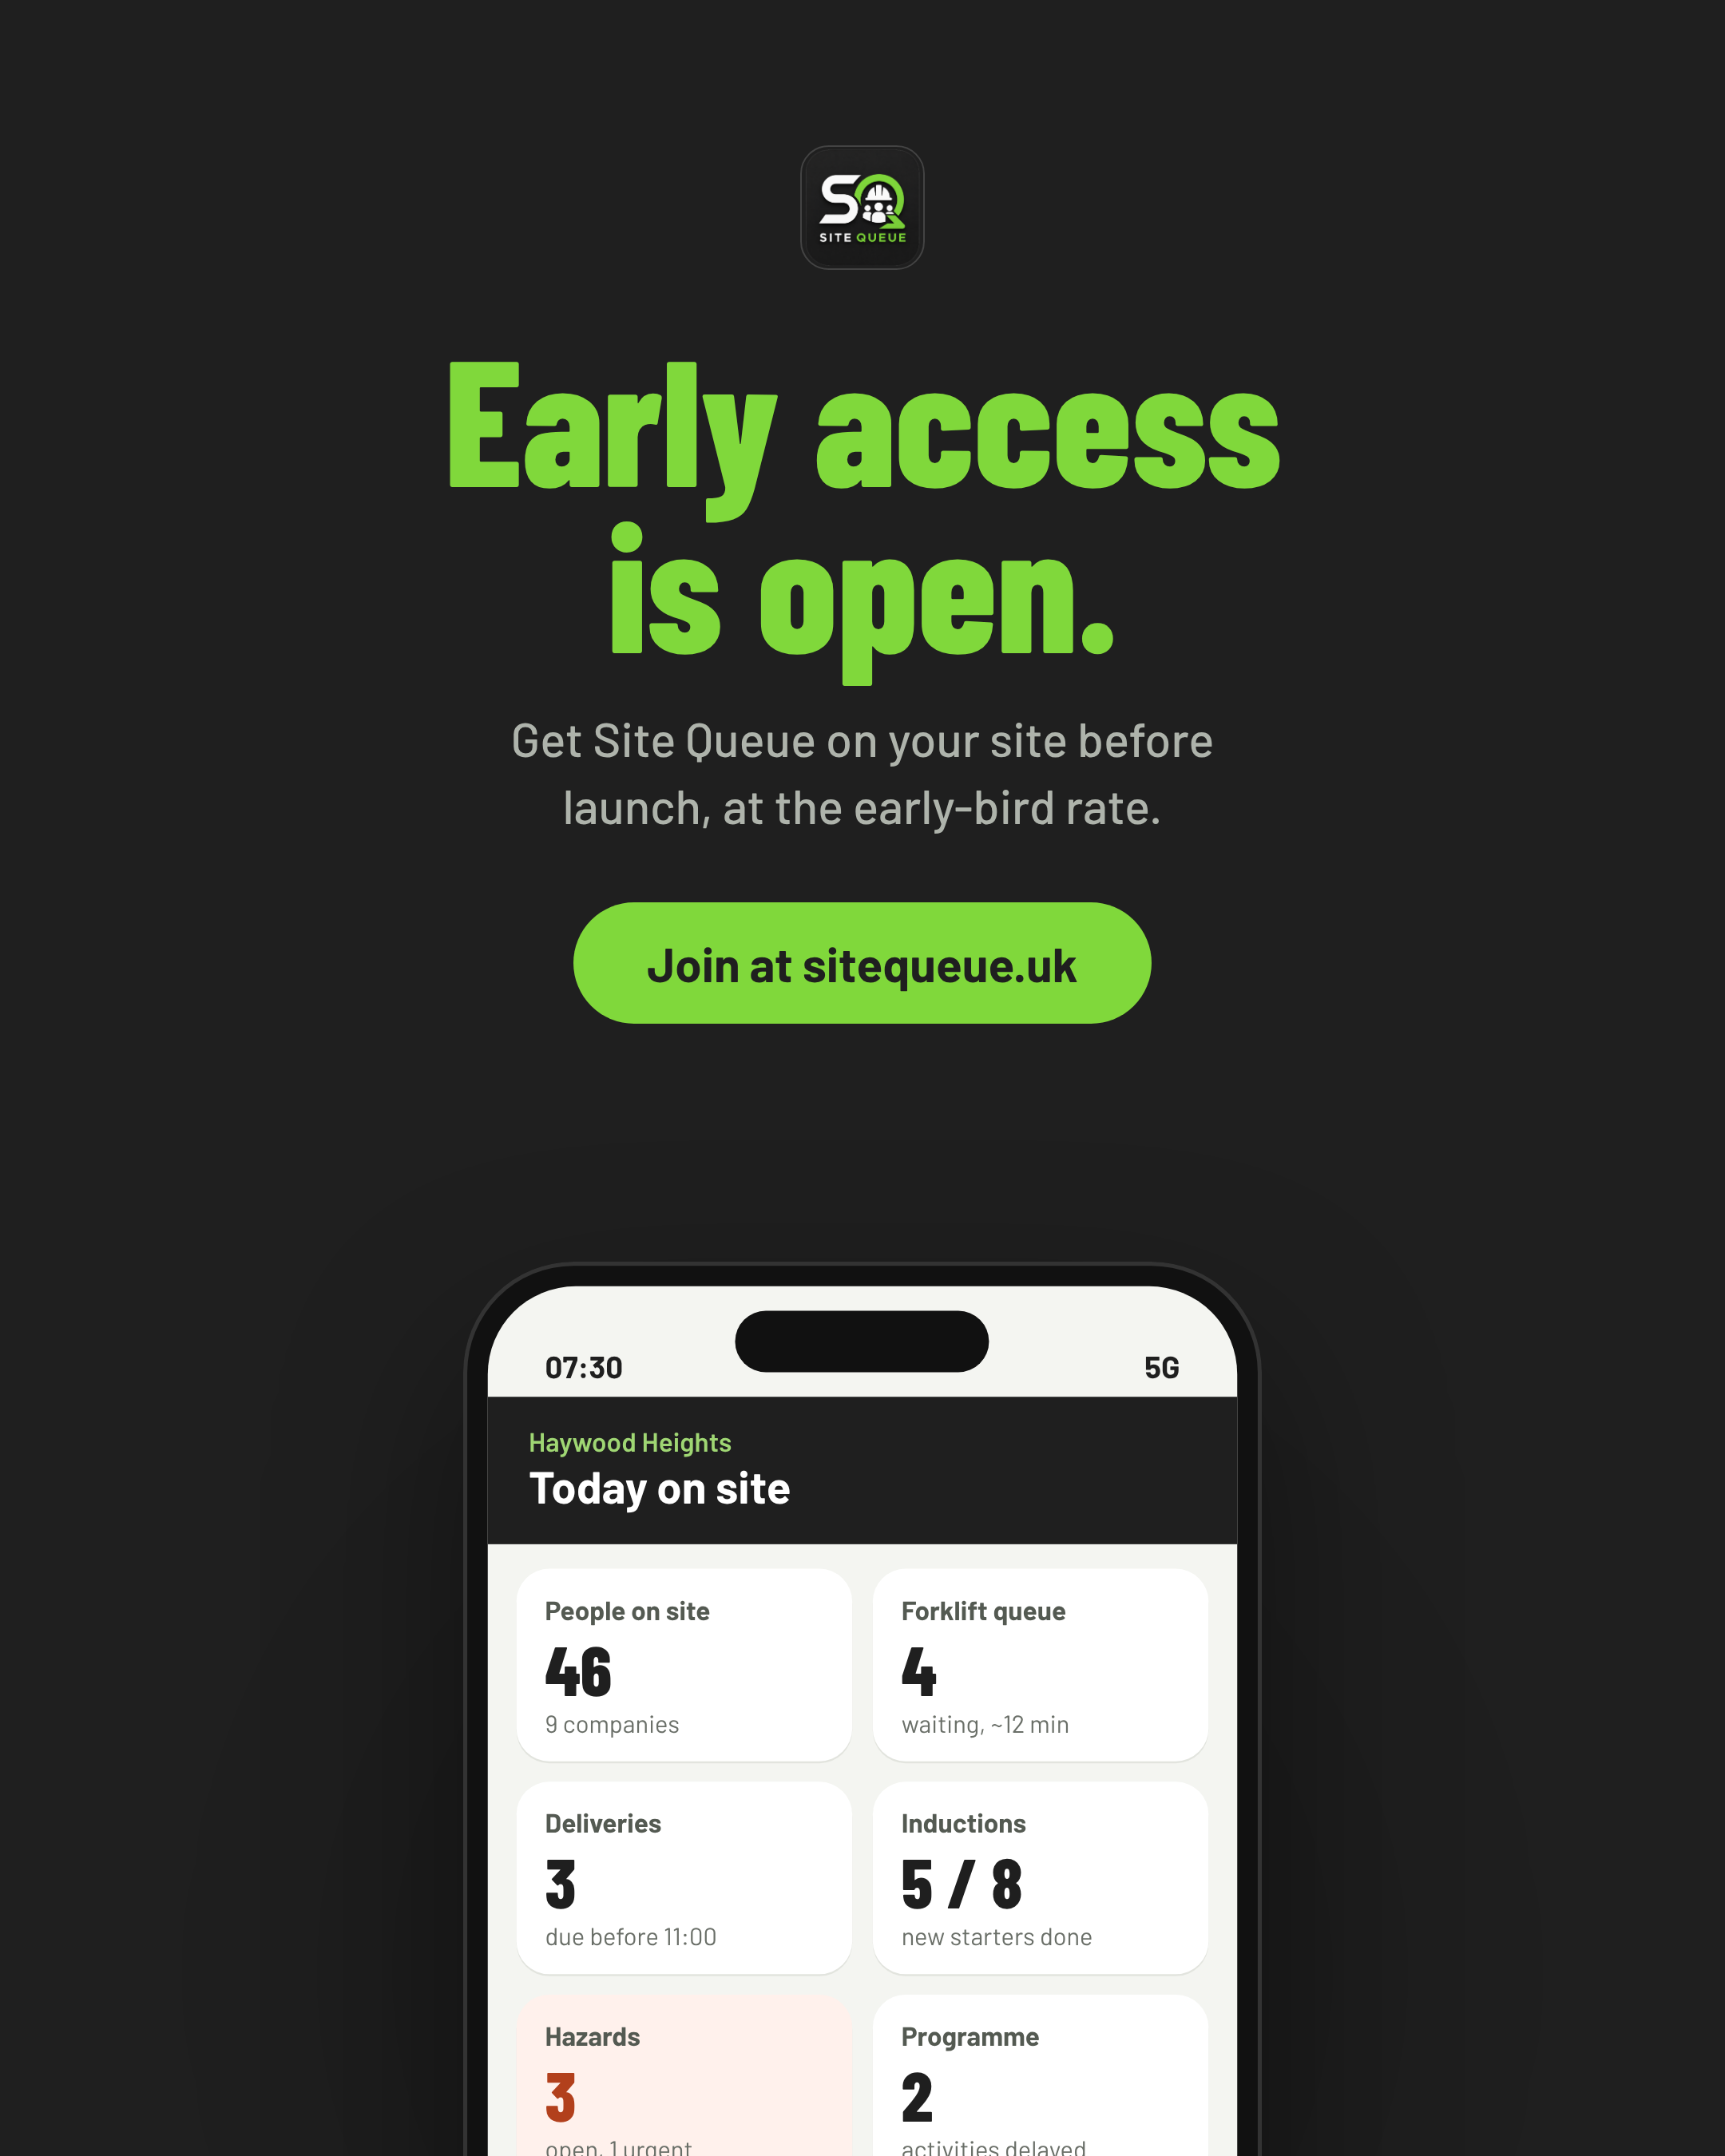 SQ
SITE QUEUE
Early access
is open.
Get Site Queue on your site before
launch, at the early-bird rate.
Join at sitequeue.uk
07:30
5G
Haywood Heights
Today on site
People on site
46
9 companies
Forklift queue
4
waiting, ~12 min
Deliveries
3
due before 11:00
Inductions
5 / 8
new starters done
Hazards
3
open, 1 urgent
Programme
2
activities delayed